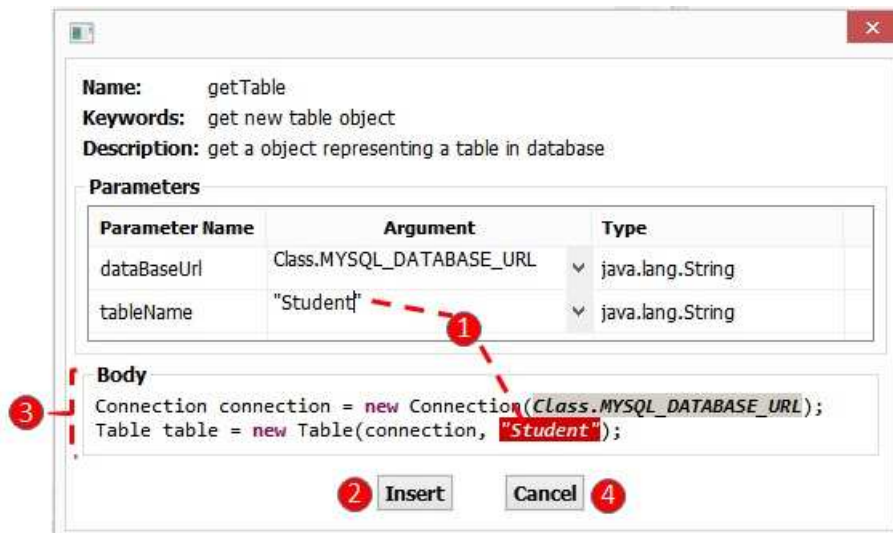 Name: getTable
Keywords: get new table object
Description: get a object representing a table in database
Parameters
Parameter Name Argument Type
dataBaseUrl Class.MYSQL_DATABASE_URL java.lang.String
tableName "Student" java.lang.String
1
Body
3
Connection connection = new Connection(Class.MYSQL_DATABASE_URL);
Table table = new Table(connection, "Student");
2 Insert Cancel 4